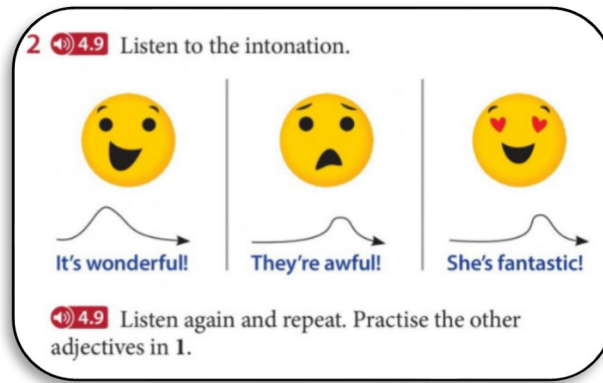 2 4.9 Listen to the intonation.
It's wonderful!
They're awful!
She's fantastic!
4.9 Listen again and repeat. Practise the other
adjectives in 1.